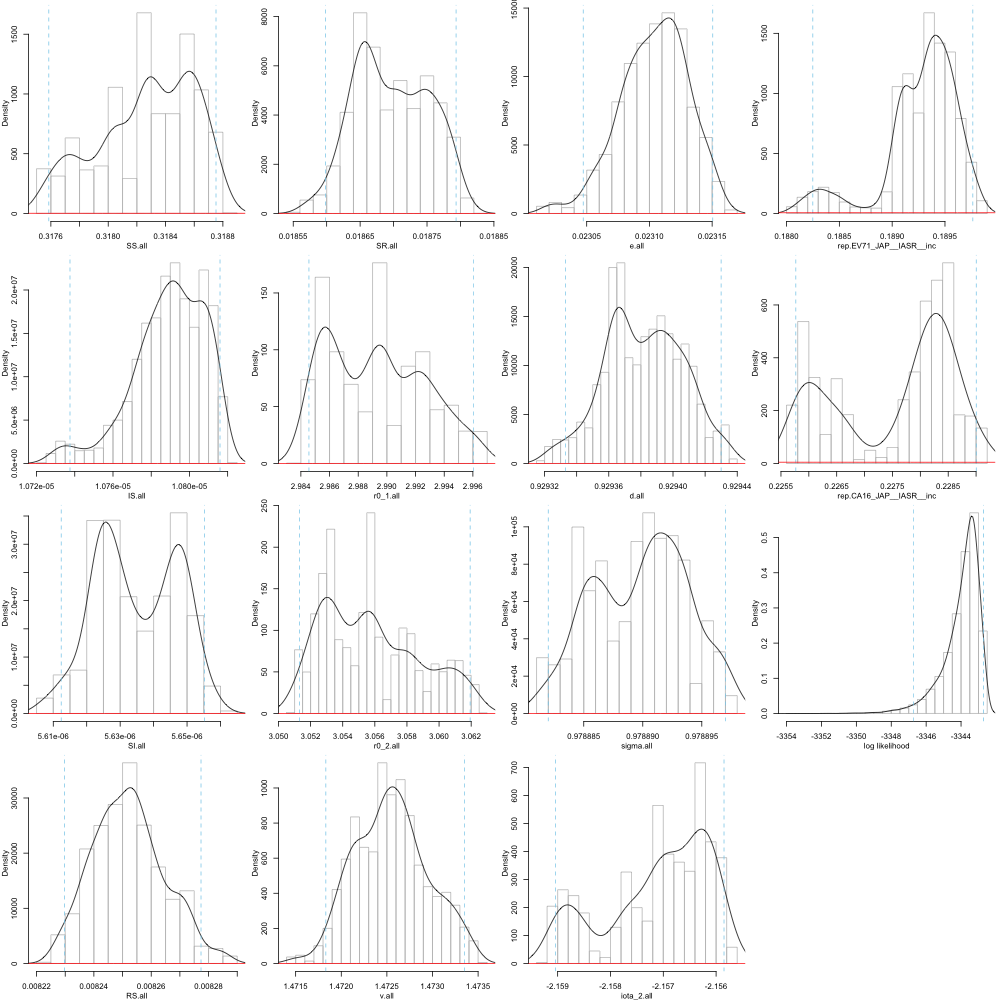 Density
0 500 1000 1500
0.3176 0.3180 0.3184 0.3188
SS.all
Density
0 2000 4000 6000 8000
0.01855 0.01865 0.01875 0.01885
SR.all
Density
0 5000 10000 15000
0.02305 0.02310 0.02315
e.all
Density
0 500 1000 1500
0.1880 0.1885 0.1890 0.1895
rep.EV71_JAP__IASR__inc
Density
0.0e+00 5.0e+06 1.0e+07 1.5e+07 2.0e+07
1.072e-05 1.076e-05 1.080e-05
IS.all
Density
0 50 100 150
2.984 2.986 2.988 2.990 2.992 2.994 2.996
r0_1.all
Density
0 5000 10000 15000 20000
0.92932 0.92936 0.92940 0.92944
d.all
Density
0 200 400 600
0.2255 0.2265 0.2275 0.2285
rep.CA16_JAP__IASR__inc
Density
0.0e+00 1.0e+07 2.0e+07 3.0e+07
5.61e-06 5.63e-06 5.65e-06
SI.all
Density
0 50 100 150 200 250
3.050 3.052 3.054 3.056 3.058 3.060 3.062
r0_2.all
Density
0e+00 2e+04 4e+04 6e+04 8e+04 1e+05
0.978885 0.978890 0.978895
sigma.all
Density
0.0 0.1 0.2 0.3 0.4 0.5
-3354 -3352 -3350 -3348 -3346 -3344
log likelihood
Density
0 10000 30000
0.00822 0.00824 0.00826 0.00828
RS.all
Density
0 200 400 600 800 1000
1.4715 1.4720 1.4725 1.4730 1.4735
v.all
Density
0 100 200 300 400 500 600 700
-2.159 -2.158 -2.157 -2.156
iota_2.all